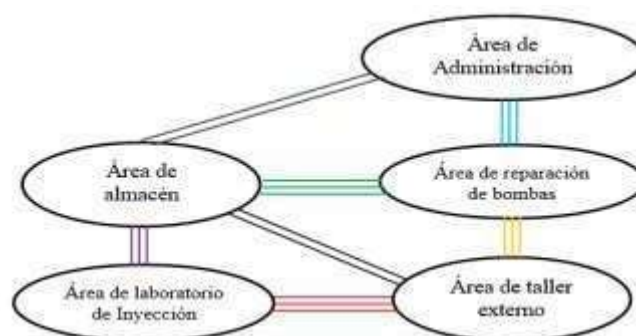 Área de
Administración
Área de
almacén
Área de reparación
de bombas
Área de laboratorio
de Inyección
Área de taller
externo